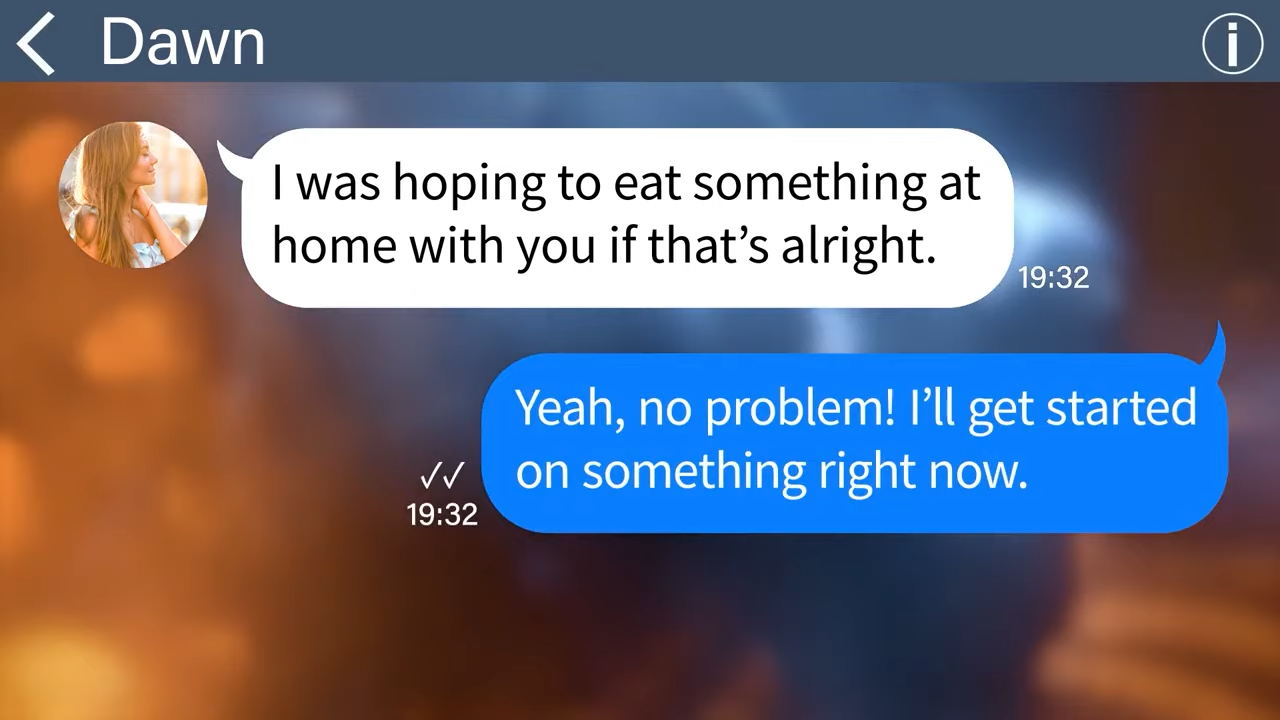 Dawn
I was hoping to eat something at
home with you if that’s alright.
19:32
Yeah, no problem! I’ll get started
on something right now.
✓✓
19:32